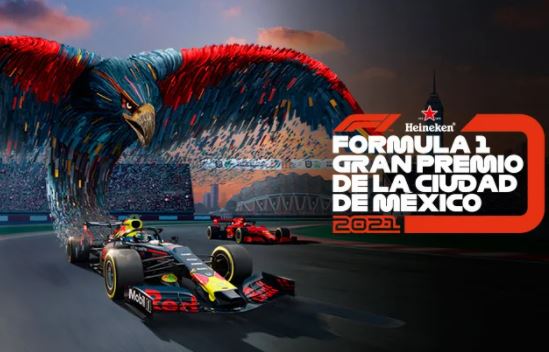 Heineken
F1
FORMULA 1
GRAN PREMIO
DE LA CIUDAD
DE MEXICO
2021
Mobil 1
Red Bull